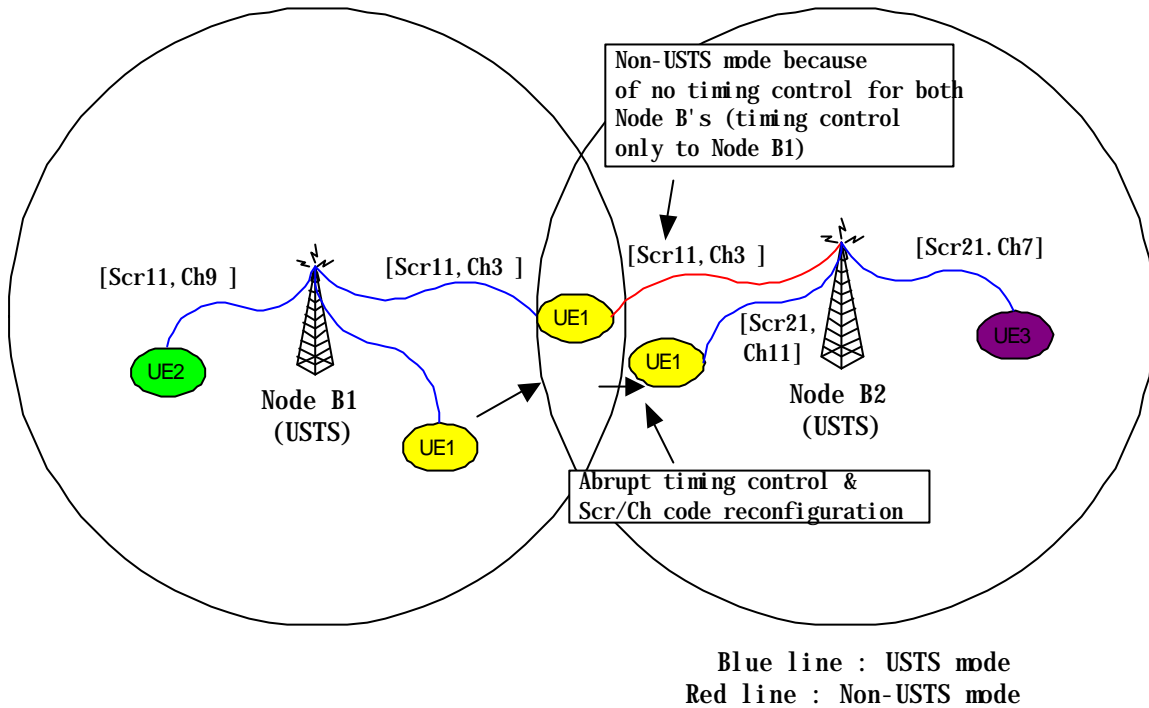 Non-USTS mode because
of no timing control for both
Node B's (timing control
only to Node B1)
[Scr11,Ch9 ]
[Scr11,Ch3 ]
[Scr11,Ch3 ]
[Scr21.Ch7]
UE1
[Scr21,
Ch11]
UE2
UE1
UE3
Node B1
(USTS)
Node B2
(USTS)
UE1
Abrupt timing control &
Scr/Ch code reconfiguration
Blue line : USTS mode
Red line : Non-USTS mode